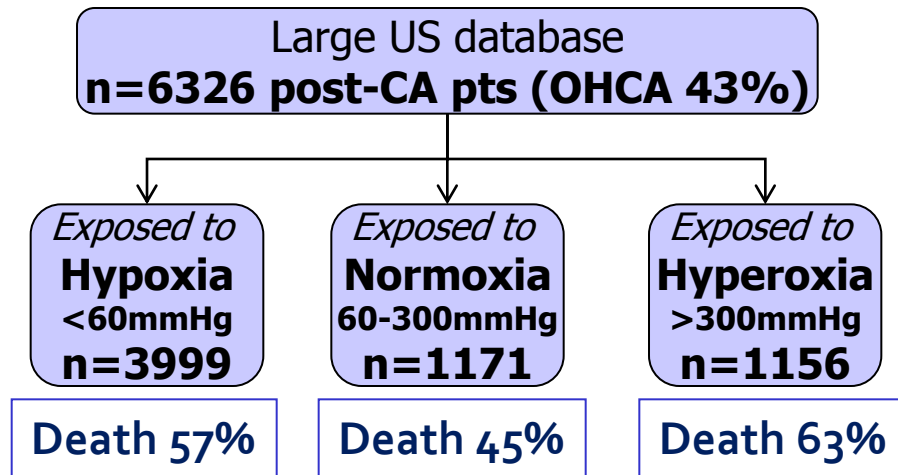 Large US database
n=6326 post-CA pts (OHCA 43%)
Exposed to
Hypoxia
<60mmHg
n=3999
Death 57%
Exposed to
Normoxia
60-300mmHg
n=1171
Death 45%
Exposed to
Hyperoxia
>300mmHg
n=1156
Death 63%